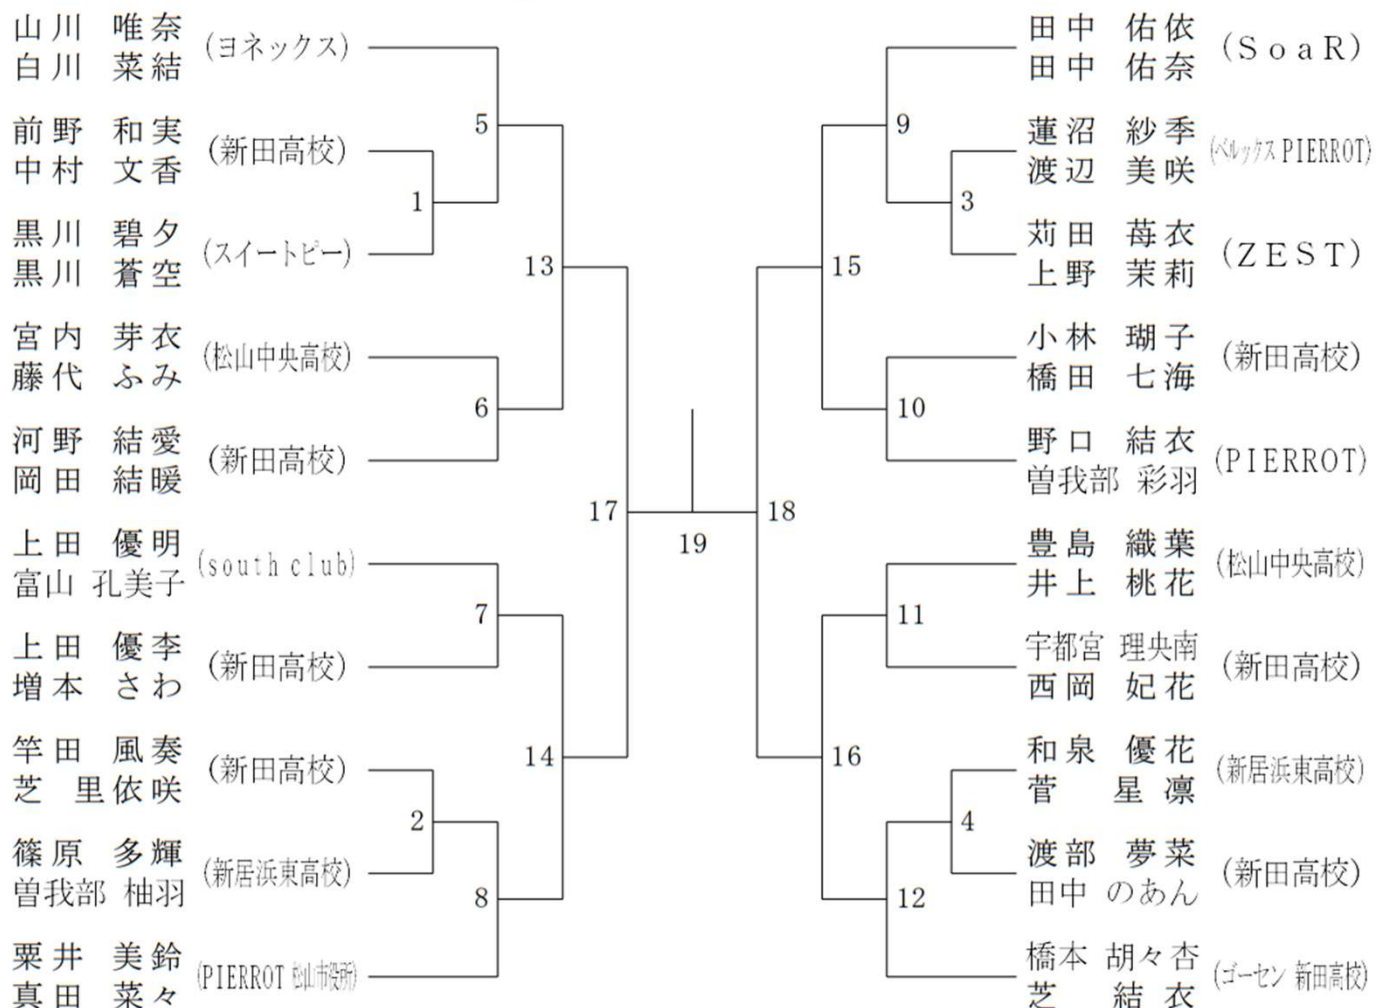 山川 唯奈
白川 菜結
(ヨネックス)
前野 和実
中村 文香
(新田高校)
黒川 碧夕
黒川 蒼空
(スイートピー)
宮内 芽衣
藤代 ふみ
(松山中央高校)
河野 結愛
岡田 結暖
(新田高校)
上田 優明
富山 孔美子
(south club)
上田 優李
増本 さわ
(新田高校)
竿田 風奏
芝 里依咲
(新田高校)
篠原 多輝
曽我部 柚羽
(新居浜東高校)
粟井 美鈴
真田 菜々
(PIERROT 松山市役所)
1
2
5
6
7
8
13
14
17
19
18
15
16
9
10
11
12
3
4
田中 佑依
田中 佑奈
(SoaR)
蓮沼 紗季
渡辺 美咲
(ペルックス PIERROT)
苅田 苺衣
上野 茉莉
(ZEST)
小林 瑚子
橋田 七海
(新田高校)
野口 結衣
曽我部 彩羽
(PIERROT)
豊島 織葉
井上 桃花
(松山中央高校)
宇都宮 理央南
西岡 妃花
(新田高校)
和泉 優花
菅 星凛
(新居浜東高校)
渡部 夢菜
田中 のあん
(新田高校)
橋本 胡々杏
芝 結衣
(ゴーセン 新田高校)